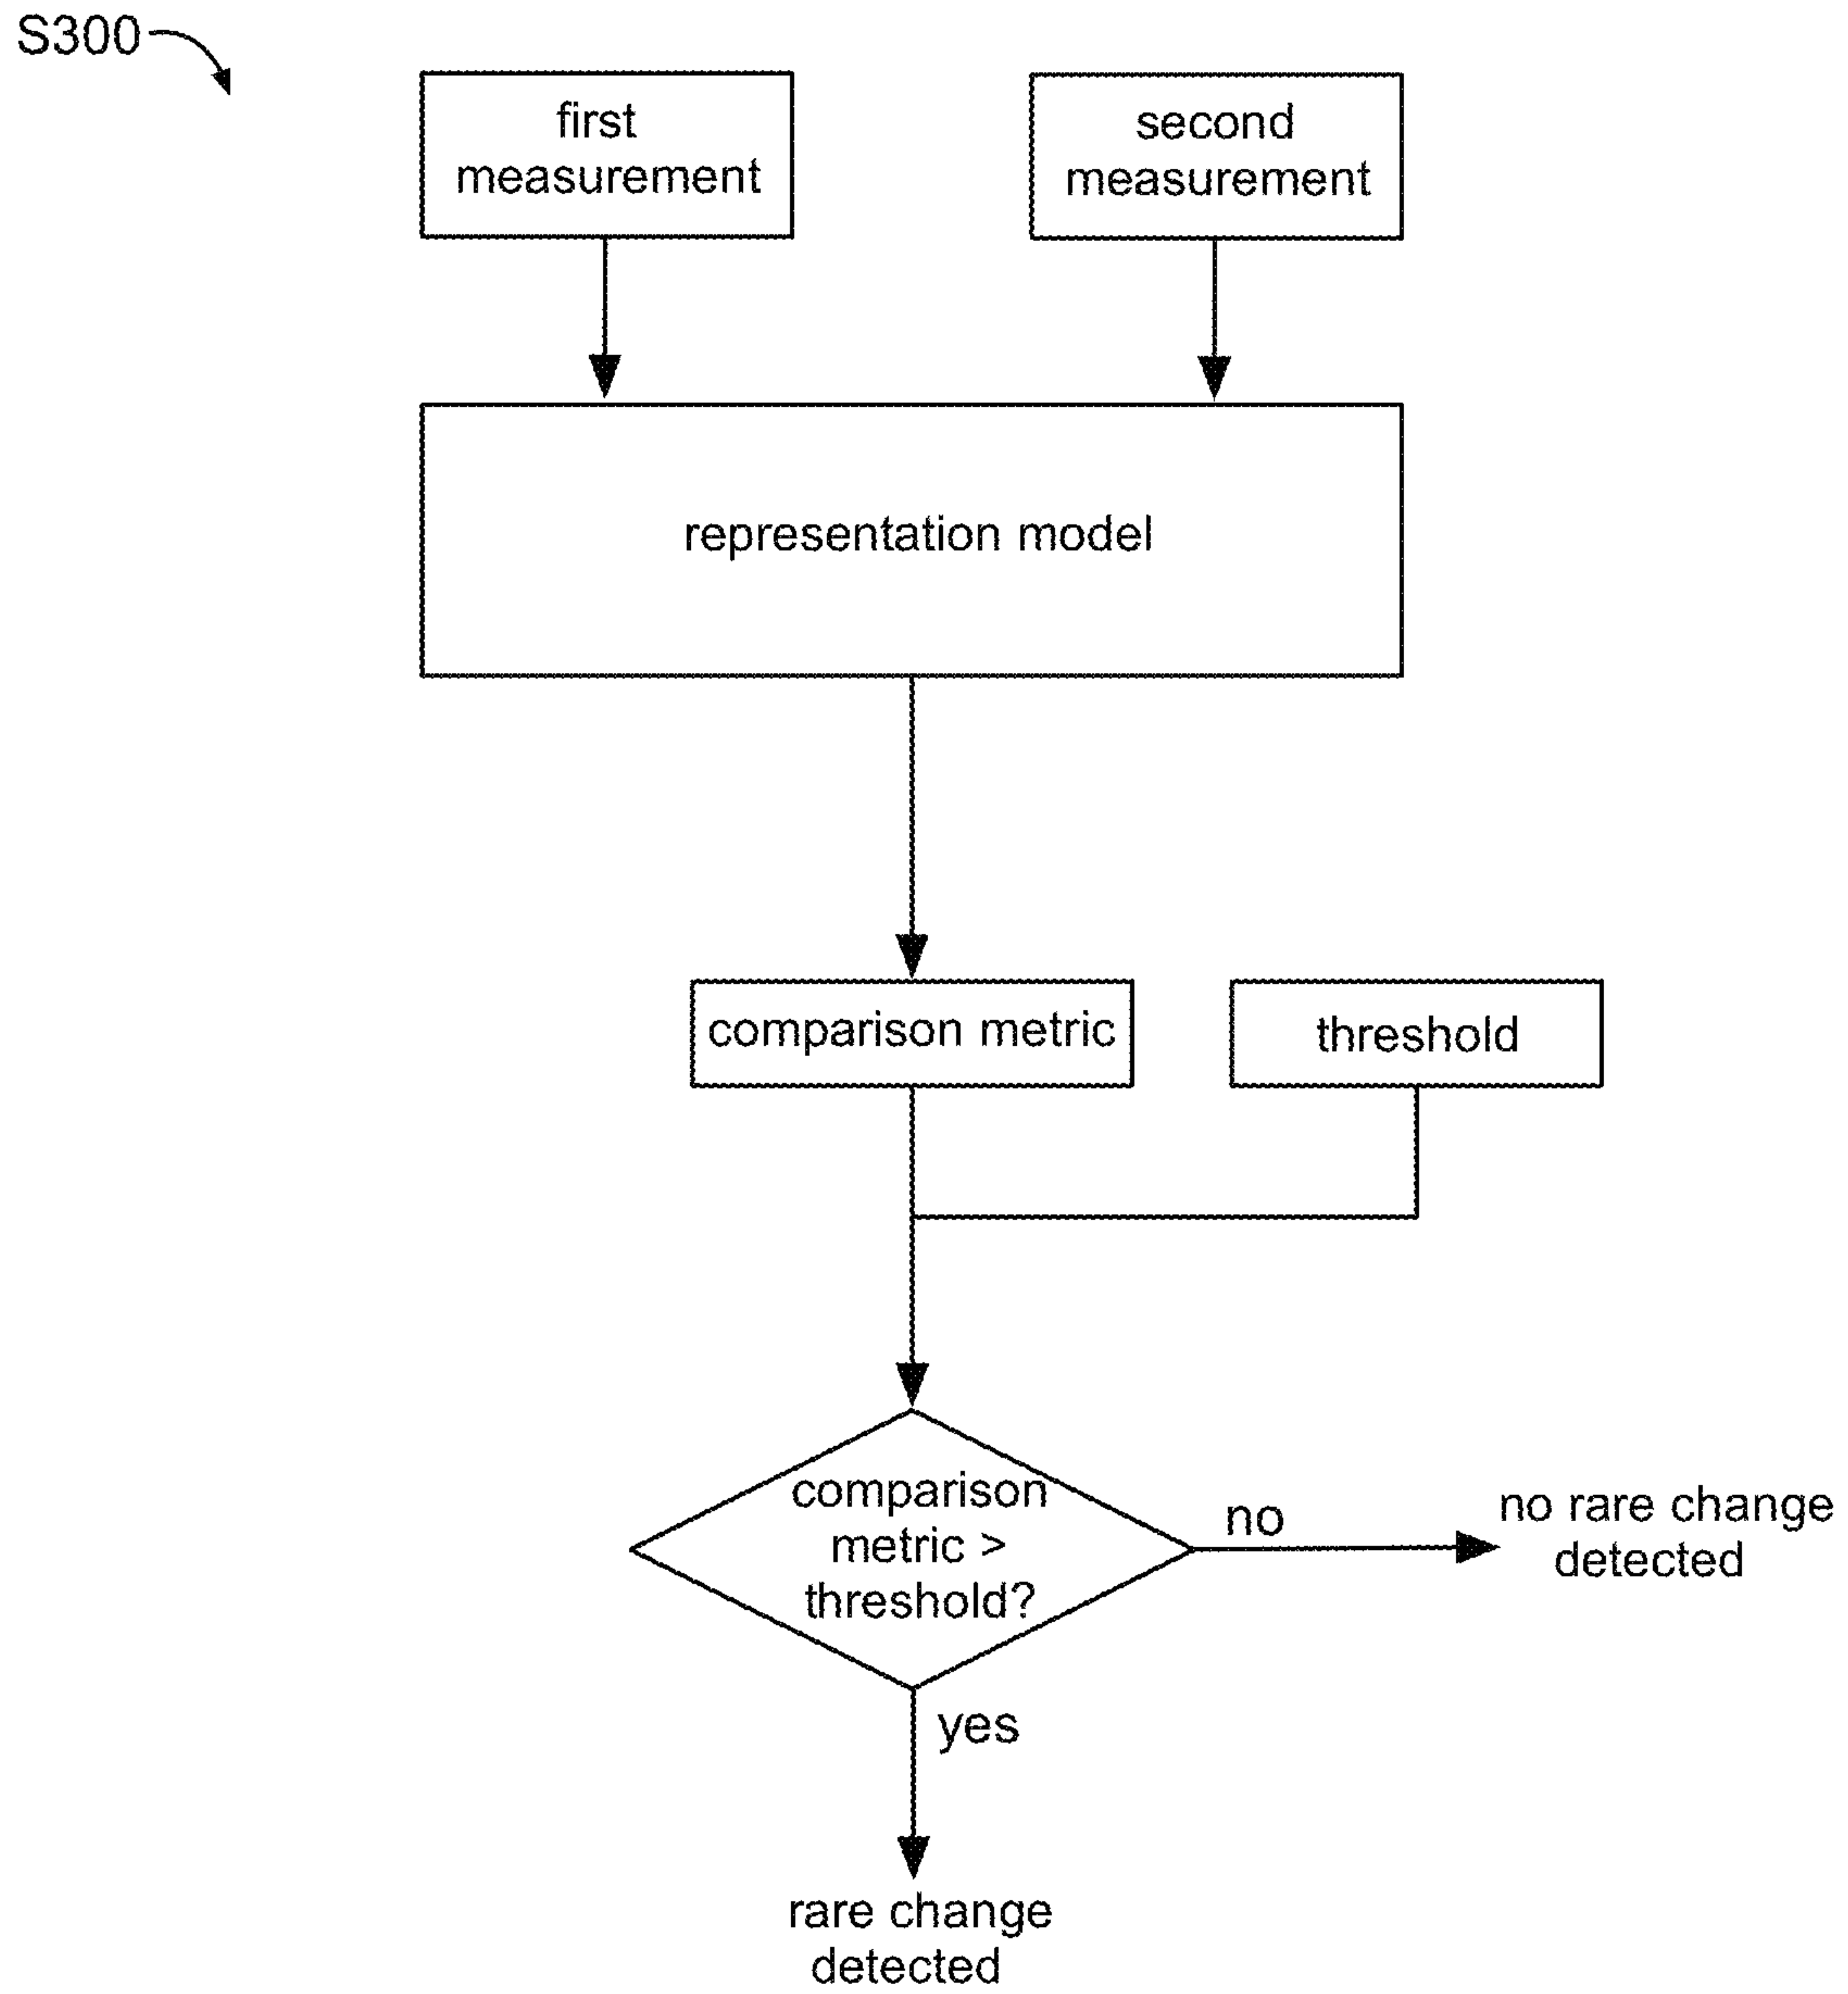 S300
first
measurement
second
measurement
representation model
comparison metric
threshold
comparison
metric >
threshold?
no
no rare change
detected
yes
rare change
detected